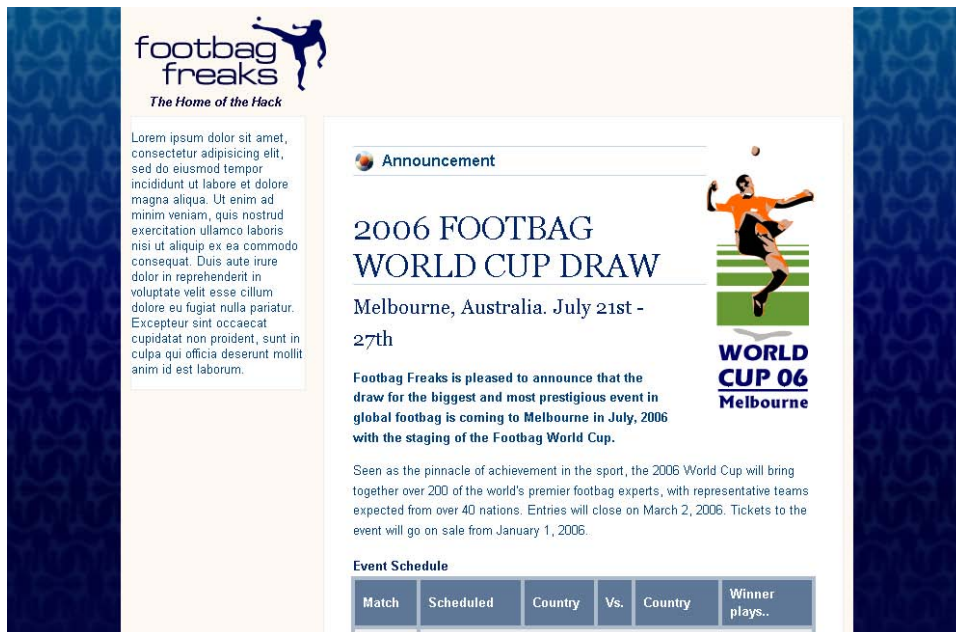 footbag
freaks
The Home of the Hack
Lorem ipsum dolor sit amet,
consectetur adipisicing elit,
sed do eiusmod tempor
incididunt ut labore et dolore
magna aliqua. Ut enim ad
minim veniam, quis nostrud
exercitation ullamco laboris
nisi ut aliquip ex ea commodo
consequat. Duis aute irure
dolor in reprehenderit in
voluptate velit esse cillum
dolore eu fugiat nulla pariatur.
Excepteur sint occaecat
cupidatat non proident, sunt in
culpa qui officia deserunt mollit
anim id est laborum.
Announcement
2006 FOOTBAG
WORLD CUP DRAW
Melbourne, Australia. July 21st -
27th
WORLD
CUP 06
Melbourne
Footbag Freaks is pleased to announce that the
draw for the biggest and most prestigious event in
global footbag is coming to Melbourne in July, 2006
with the staging of the Footbag World Cup.
Seen as the pinnacle of achievement in the sport, the 2006 World Cup will bring
together over 200 of the world's premier footbag experts, with representative teams
expected from over 40 nations. Entries will close on March 2, 2006. Tickets to the
event will go on sale from January 1, 2006.
Event Schedule
Match Scheduled Country Vs. Country Winner
plays..